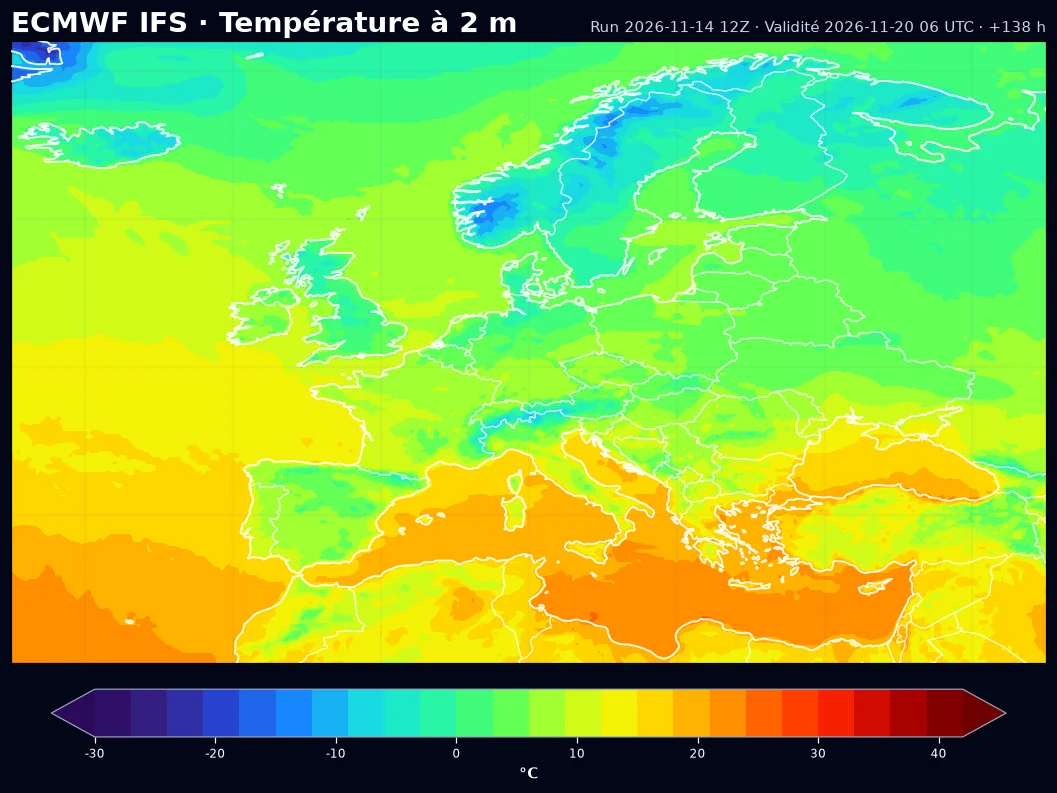 ECMWF IFS · Température à 2 m
Run 2026-11-14 12Z · Validité 2026-11-20 06 UTC · +138 h
-30 -20 -10 0 10 20 30 40
°C